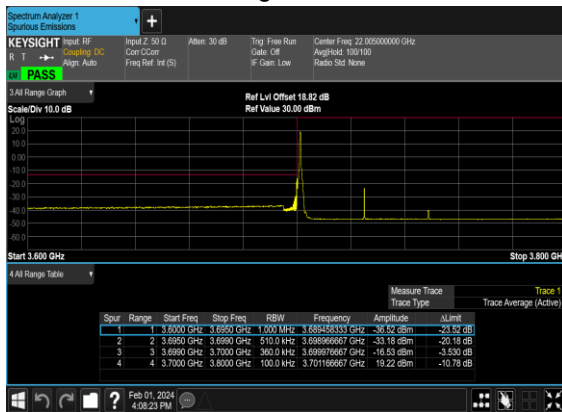 Spectrum Analyzer 1
Spurious Emissions
+
KEYSIGHT Input: RF Input Z: 50 Ω Atten: 30 dB Trig: Free Run Center Freq: 22.005000000 GHz
R T Coupling: DC Corr CCorr Gate: Off Avg|Hold: 100/100
Align: Auto Freq Ref: Int (S) IF Gain: Low Radio Std: None
PASS
3 All Range Graph
Ref Lvl Offset 18.82 dB
Scale/Div 10.0 dB Ref Value 30.00 dBm
Log
20.0
10.0
0.00
-10.0
-20.0
-30.0
-40.0
-50.0
-60.0
Start 3.600 GHz Stop 3.800 GH
4 All Range Table
Measure Trace Trace 1
Trace Type Trace Average (Active)
Spur Range Start Freq Stop Freq RBW Frequency Amplitude ΔLimit
1 1 3.6000 GHz 3.6950 GHz 1.000 MHz 3.689458333 GHz -36.52 dBm -23.52 dB
2 2 3.6950 GHz 3.6990 GHz 510.0 kHz 3.698966667 GHz -33.18 dBm -20.18 dB
3 3 3.6990 GHz 3.7000 GHz 360.0 kHz 3.699976667 GHz -16.53 dBm -3.530 dB
4 4 3.7000 GHz 3.8000 GHz 100.0 kHz 3.701166667 GHz 19.22 dBm -10.78 dB
? Feb 01, 2024
4:08:23 PM